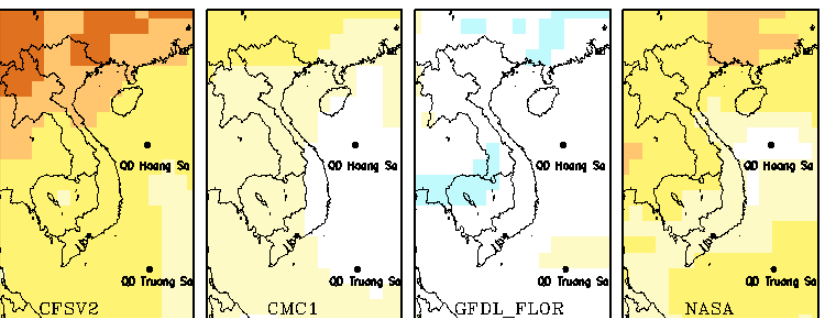 QD Hoang Sa
QD Truong Sa
CFSV2
QD Hoang Sa
QD Truong Sa
CMC1
QD Hoang Sa
QD Truong Sa
GFDL_FLOR
QD Hoang Sa
QD Truong Sa
NASA